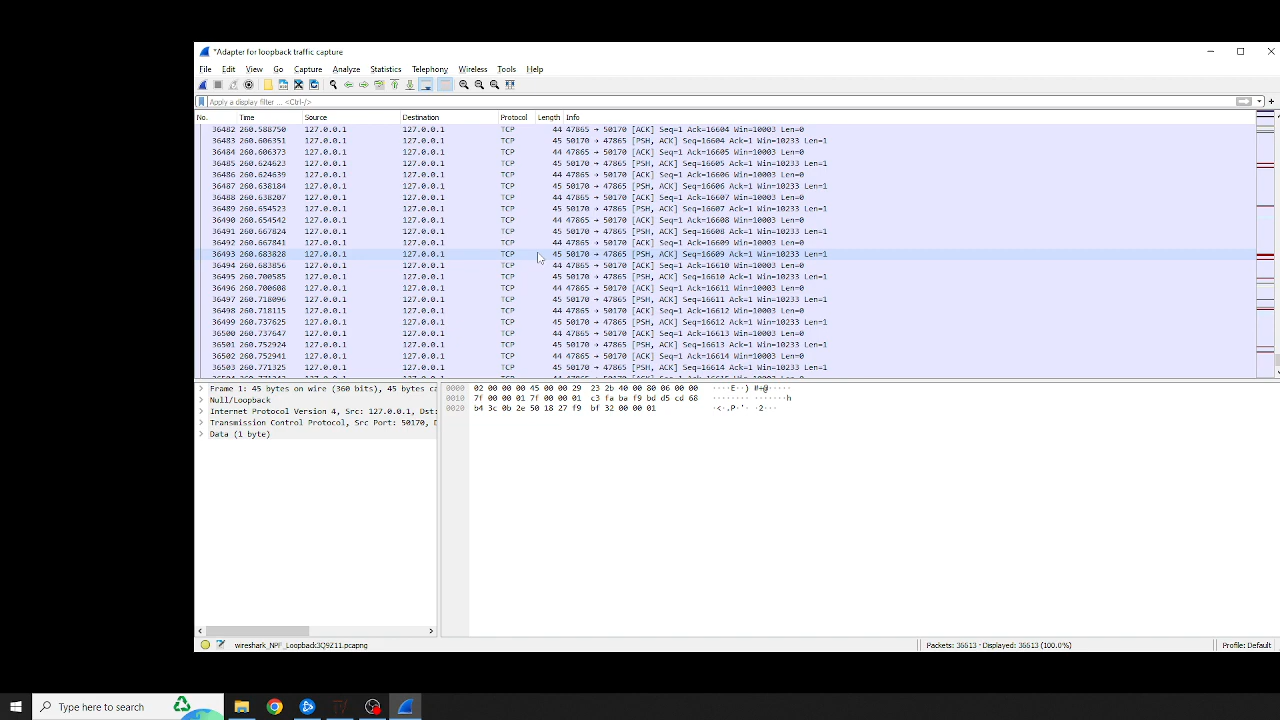 *Adapter for loopback traffic capture
File Edit View Go Capture Analyze Statistics Telephony Wireless Tools Help
Apply a display filter ... <Ctrl-/>
No. Time Source Destination Protocol Length Info
36482 260.588750 127.0.0.1 127.0.0.1 TCP 44 47865 → 50170 [ACK] Seq=1 Ack=16604 Win=10003 Len=0
36483 260.606351 127.0.0.1 127.0.0.1 TCP 45 50170 → 47865 [PSH, ACK] Seq=16604 Ack=1 Win=10233 Len=1
36484 260.606373 127.0.0.1 127.0.0.1 TCP 44 47865 → 50170 [ACK] Seq=1 Ack=16605 Win=10003 Len=0
36485 260.624623 127.0.0.1 127.0.0.1 TCP 45 50170 → 47865 [PSH, ACK] Seq=16605 Ack=1 Win=10233 Len=1
36486 260.624639 127.0.0.1 127.0.0.1 TCP 44 47865 → 50170 [ACK] Seq=1 Ack=16606 Win=10003 Len=0
36487 260.638184 127.0.0.1 127.0.0.1 TCP 45 50170 → 47865 [PSH, ACK] Seq=16606 Ack=1 Win=10233 Len=1
36488 260.638207 127.0.0.1 127.0.0.1 TCP 44 47865 → 50170 [ACK] Seq=1 Ack=16607 Win=10003 Len=0
36489 260.654523 127.0.0.1 127.0.0.1 TCP 45 50170 → 47865 [PSH, ACK] Seq=16607 Ack=1 Win=10233 Len=1
36490 260.654542 127.0.0.1 127.0.0.1 TCP 44 47865 → 50170 [ACK] Seq=1 Ack=16608 Win=10003 Len=0
36491 260.667824 127.0.0.1 127.0.0.1 TCP 45 50170 → 47865 [PSH, ACK] Seq=16608 Ack=1 Win=10233 Len=1
36492 260.667841 127.0.0.1 127.0.0.1 TCP 44 47865 → 50170 [ACK] Seq=1 Ack=16609 Win=10003 Len=0
36493 260.683828 127.0.0.1 127.0.0.1 TCP 45 50170 → 47865 [PSH, ACK] Seq=16609 Ack=1 Win=10233 Len=1
36494 260.683856 127.0.0.1 127.0.0.1 TCP 44 47865 → 50170 [ACK] Seq=1 Ack=16610 Win=10003 Len=0
36495 260.700585 127.0.0.1 127.0.0.1 TCP 45 50170 → 47865 [PSH, ACK] Seq=16610 Ack=1 Win=10233 Len=1
36496 260.700608 127.0.0.1 127.0.0.1 TCP 44 47865 → 50170 [ACK] Seq=1 Ack=16611 Win=10003 Len=0
36497 260.718096 127.0.0.1 127.0.0.1 TCP 45 50170 → 47865 [PSH, ACK] Seq=16611 Ack=1 Win=10233 Len=1
36498 260.718115 127.0.0.1 127.0.0.1 TCP 44 47865 → 50170 [ACK] Seq=1 Ack=16612 Win=10003 Len=0
36499 260.737625 127.0.0.1 127.0.0.1 TCP 45 50170 → 47865 [PSH, ACK] Seq=16612 Ack=1 Win=10233 Len=1
36500 260.737647 127.0.0.1 127.0.0.1 TCP 44 47865 → 50170 [ACK] Seq=1 Ack=16613 Win=10003 Len=0
36501 260.752924 127.0.0.1 127.0.0.1 TCP 45 50170 → 47865 [PSH, ACK] Seq=16613 Ack=1 Win=10233 Len=1
36502 260.752941 127.0.0.1 127.0.0.1 TCP 44 47865 → 50170 [ACK] Seq=1 Ack=16614 Win=10003 Len=0
36503 260.771325 127.0.0.1 127.0.0.1 TCP 45 50170 → 47865 [PSH, ACK] Seq=16614 Ack=1 Win=10233 Len=1
Frame 1: 45 bytes on wire (360 bits), 45 bytes ca
Null/Loopback
Internet Protocol Version 4, Src: 127.0.0.1, Dst:
Transmission Control Protocol, Src Port: 50170, D
Data (1 byte)
0000 02 00 00 00 45 00 00 29 23 2b 40 00 80 06 00 00 ····E··) #+@·····
0010 7f 00 00 01 7f 00 00 01 c3 fa ba f9 bd d5 cd 68 ········ ·······h
0020 b4 3c 0b 2e 50 18 27 f9 bf 32 00 00 01 ·<·.P·'· ·2···
wireshark_NPF_Loopback3Q9Z11.pcapng
Packets: 36613 · Displayed: 36613 (100.0%)
Profile: Default
Type here to search